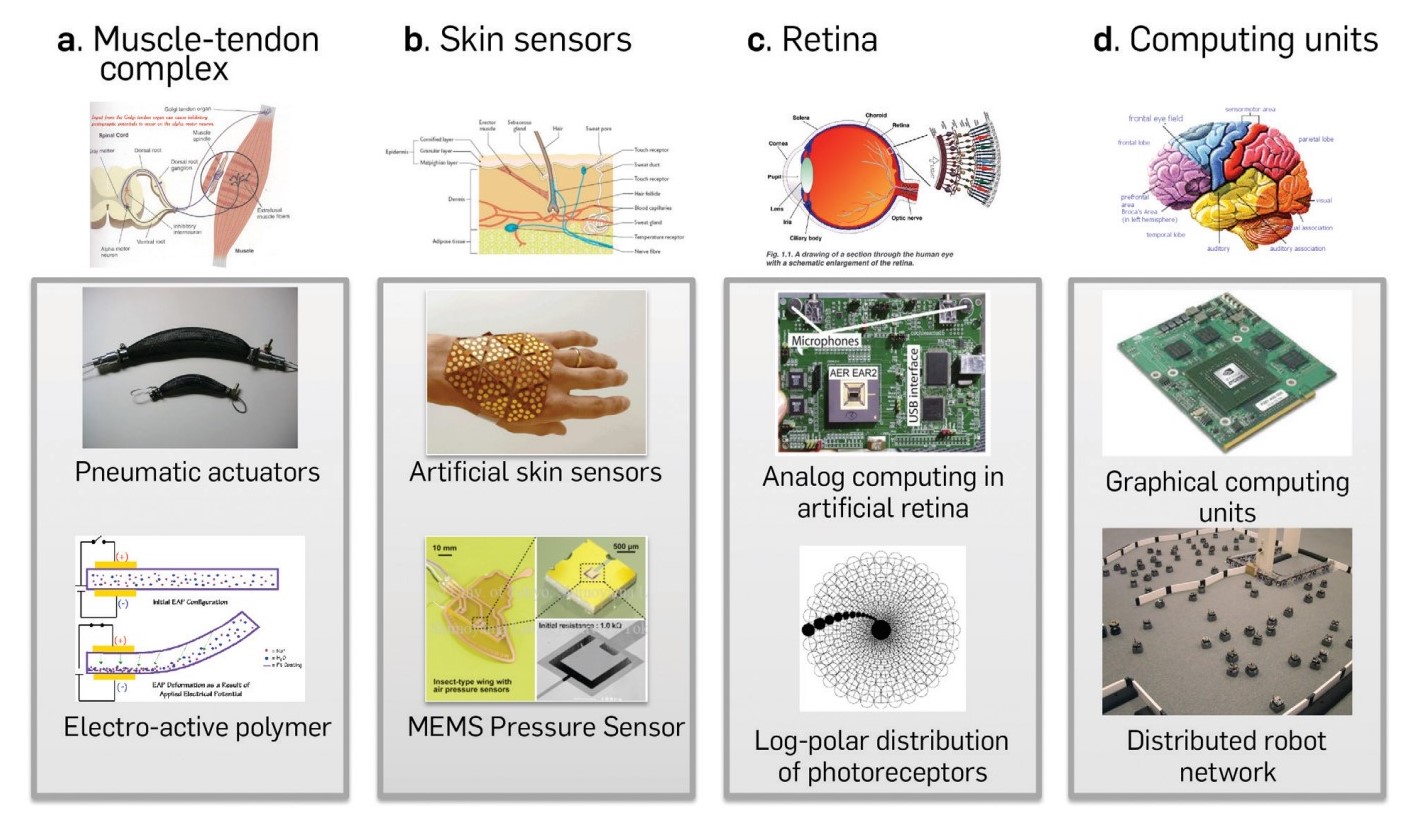 a. Muscle-tendon
complex
b. Skin sensors
c. Retina
d. Computing units
Golgi tendon organ
Input from the Golgi tendon organ can cause inhibiting
postsynaptic potentials to occur on the alpha motor neurons.
Spinal Cord
Muscle
spindle
Dorsal root
Dorsal root
ganglion
Extrafusal
muscle fibers
Inhibitory
interneuron
Ventral root
Alpha motor
neuron
Muscle
Erector
muscle
Sebaceous
gland
Hair
Sweat pore
Epidermis
Cornified layer
Granular layer
Malpighian layer
Dermis
Adipose tissue
Touch receptor
Sweat duct
Touch receptor
Hair follicle
Blood capillaries
Sweat gland
Temperature receptor
Nerve fibre
Sclera
Choroid
Retina
Cornea
Pupil
Lens
Iris
Ciliary body
Optic nerve
Fig. 1.1. A drawing of a section through the human eye
with a schematic enlargement of the retina.
sensorimotor area
frontal eye field
parietal lobe
frontal lobe
prefrontal
area
Broca's Area
(in left hemisphere)
visual
visual association
temporal lobe
auditory
auditory association
Pneumatic actuators
(+)
(-)
Initial EAP Configuration
(+)
(-)
EAP Deformation as a Result of
Applied Electrical Potential
Electro-active polymer
Artificial skin sensors
10 mm
500 µm
Initial resistance : 1.0 kΩ
Insect-type wing with
air pressure sensors
MEMS Pressure Sensor
Microphones
AER EAR2
USB interface
Analog computing in
artificial retina
Log-polar distribution
of photoreceptors
Graphical computing
units
Distributed robot
network